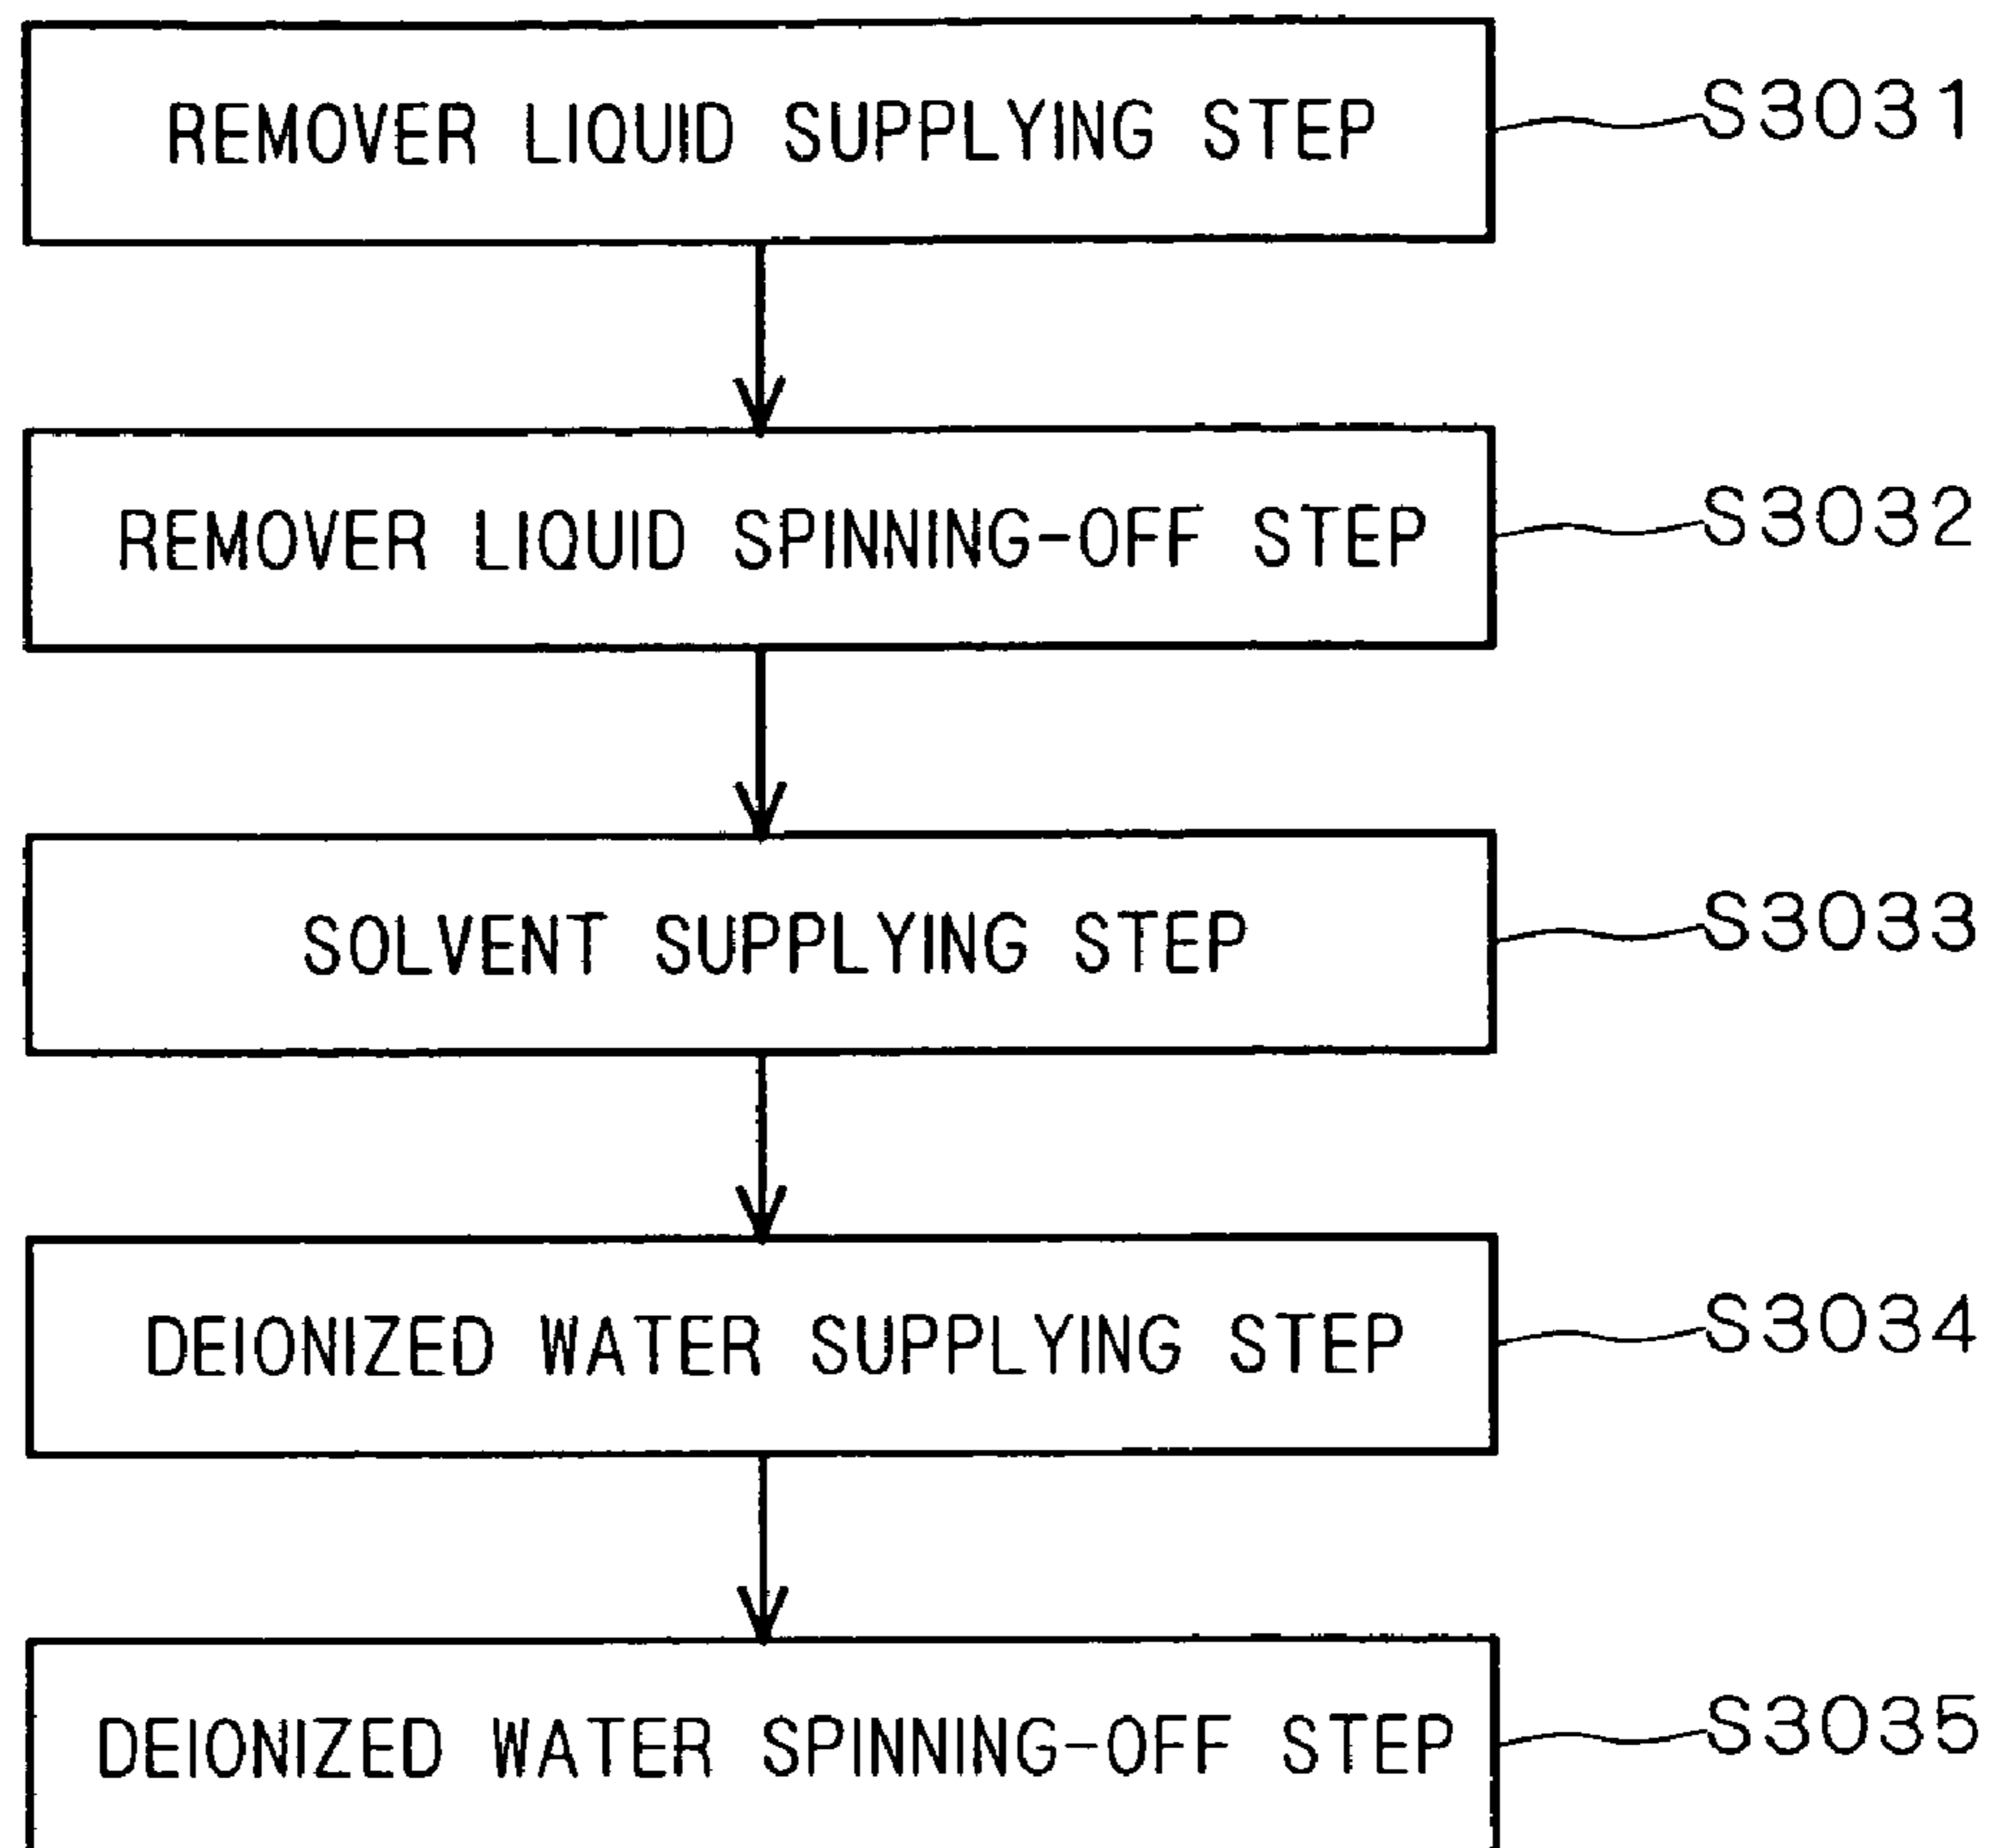 REMOVER LIQUID SUPPLYING STEP S3031
REMOVER LIQUID SPINNING-OFF STEP S3032
SOLVENT SUPPLYING STEP S3033
DEIONIZED WATER SUPPLYING STEP S3034
DEIONIZED WATER SPINNING-OFF STEP S3035